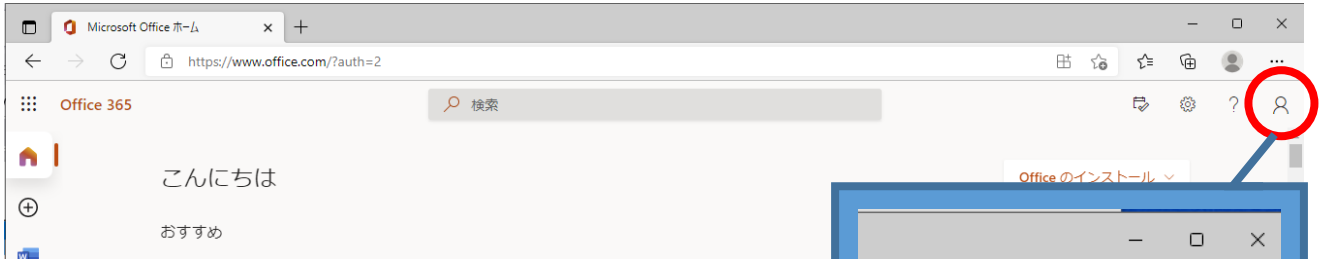 Microsoft Office ホーム
https://www.office.com/?auth=2
Office 365
検索
?
こんにちは
Office のインストール
おすすめ
W